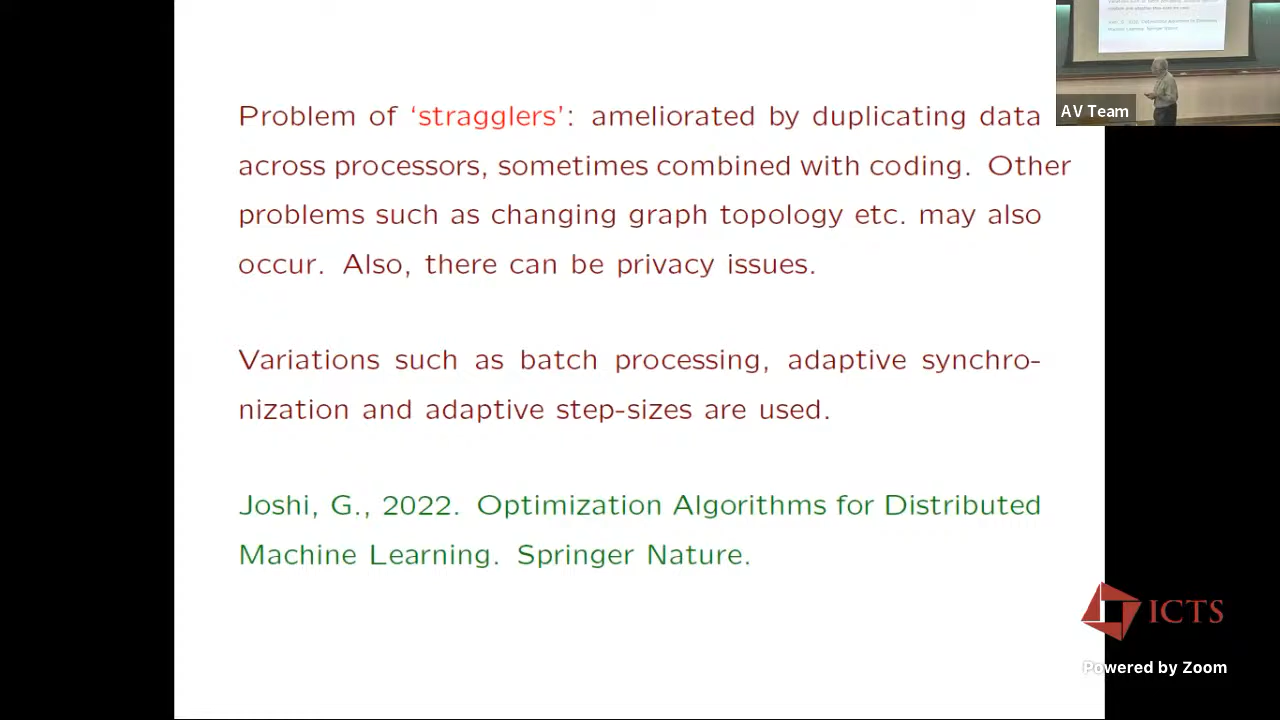 Problem of ‘stragglers’: ameliorated by duplicating data
across processors, sometimes combined with coding. Other
problems such as changing graph topology etc. may also
occur. Also, there can be privacy issues.
Variations such as batch processing, adaptive synchro-
nization and adaptive step-sizes are used.
Joshi, G., 2022. Optimization Algorithms for Distributed
Machine Learning. Springer Nature.
AV Team
ICTS
Powered by Zoom